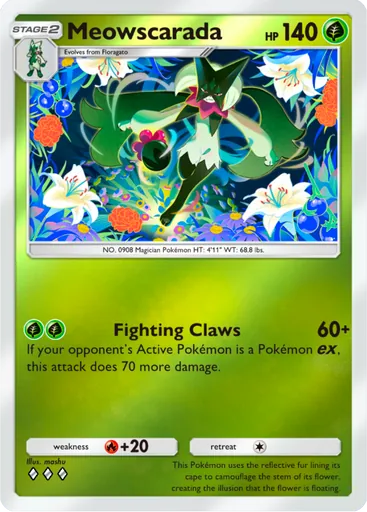 STAGE 2
Meowscarada
HP 140
Evolves from Floragato
NO. 0908 Magician Pokémon HT: 4'11" WT: 68.8 lbs.
Fighting Claws 60+
If your opponent's Active Pokémon is a Pokémon ex,
this attack does 70 more damage.
weakness +20
retreat
Illus. mashu
This Pokémon uses the reflective fur lining its
cape to camouflage the stem of its flower,
creating the illusion that the flower is floating.